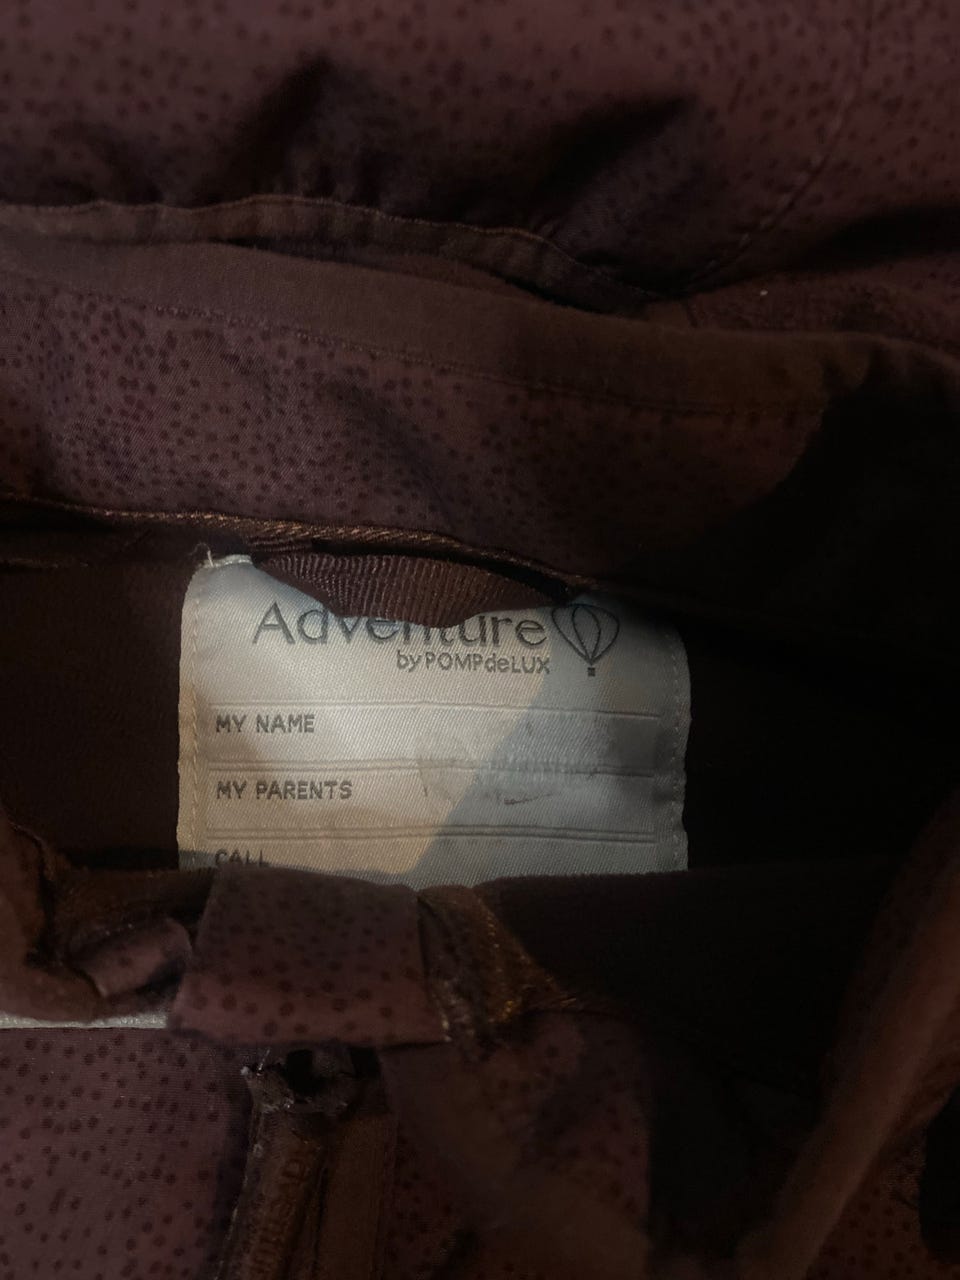 Adventure
by POMPdeLUX
MY NAME
MY PARENTS
CALL